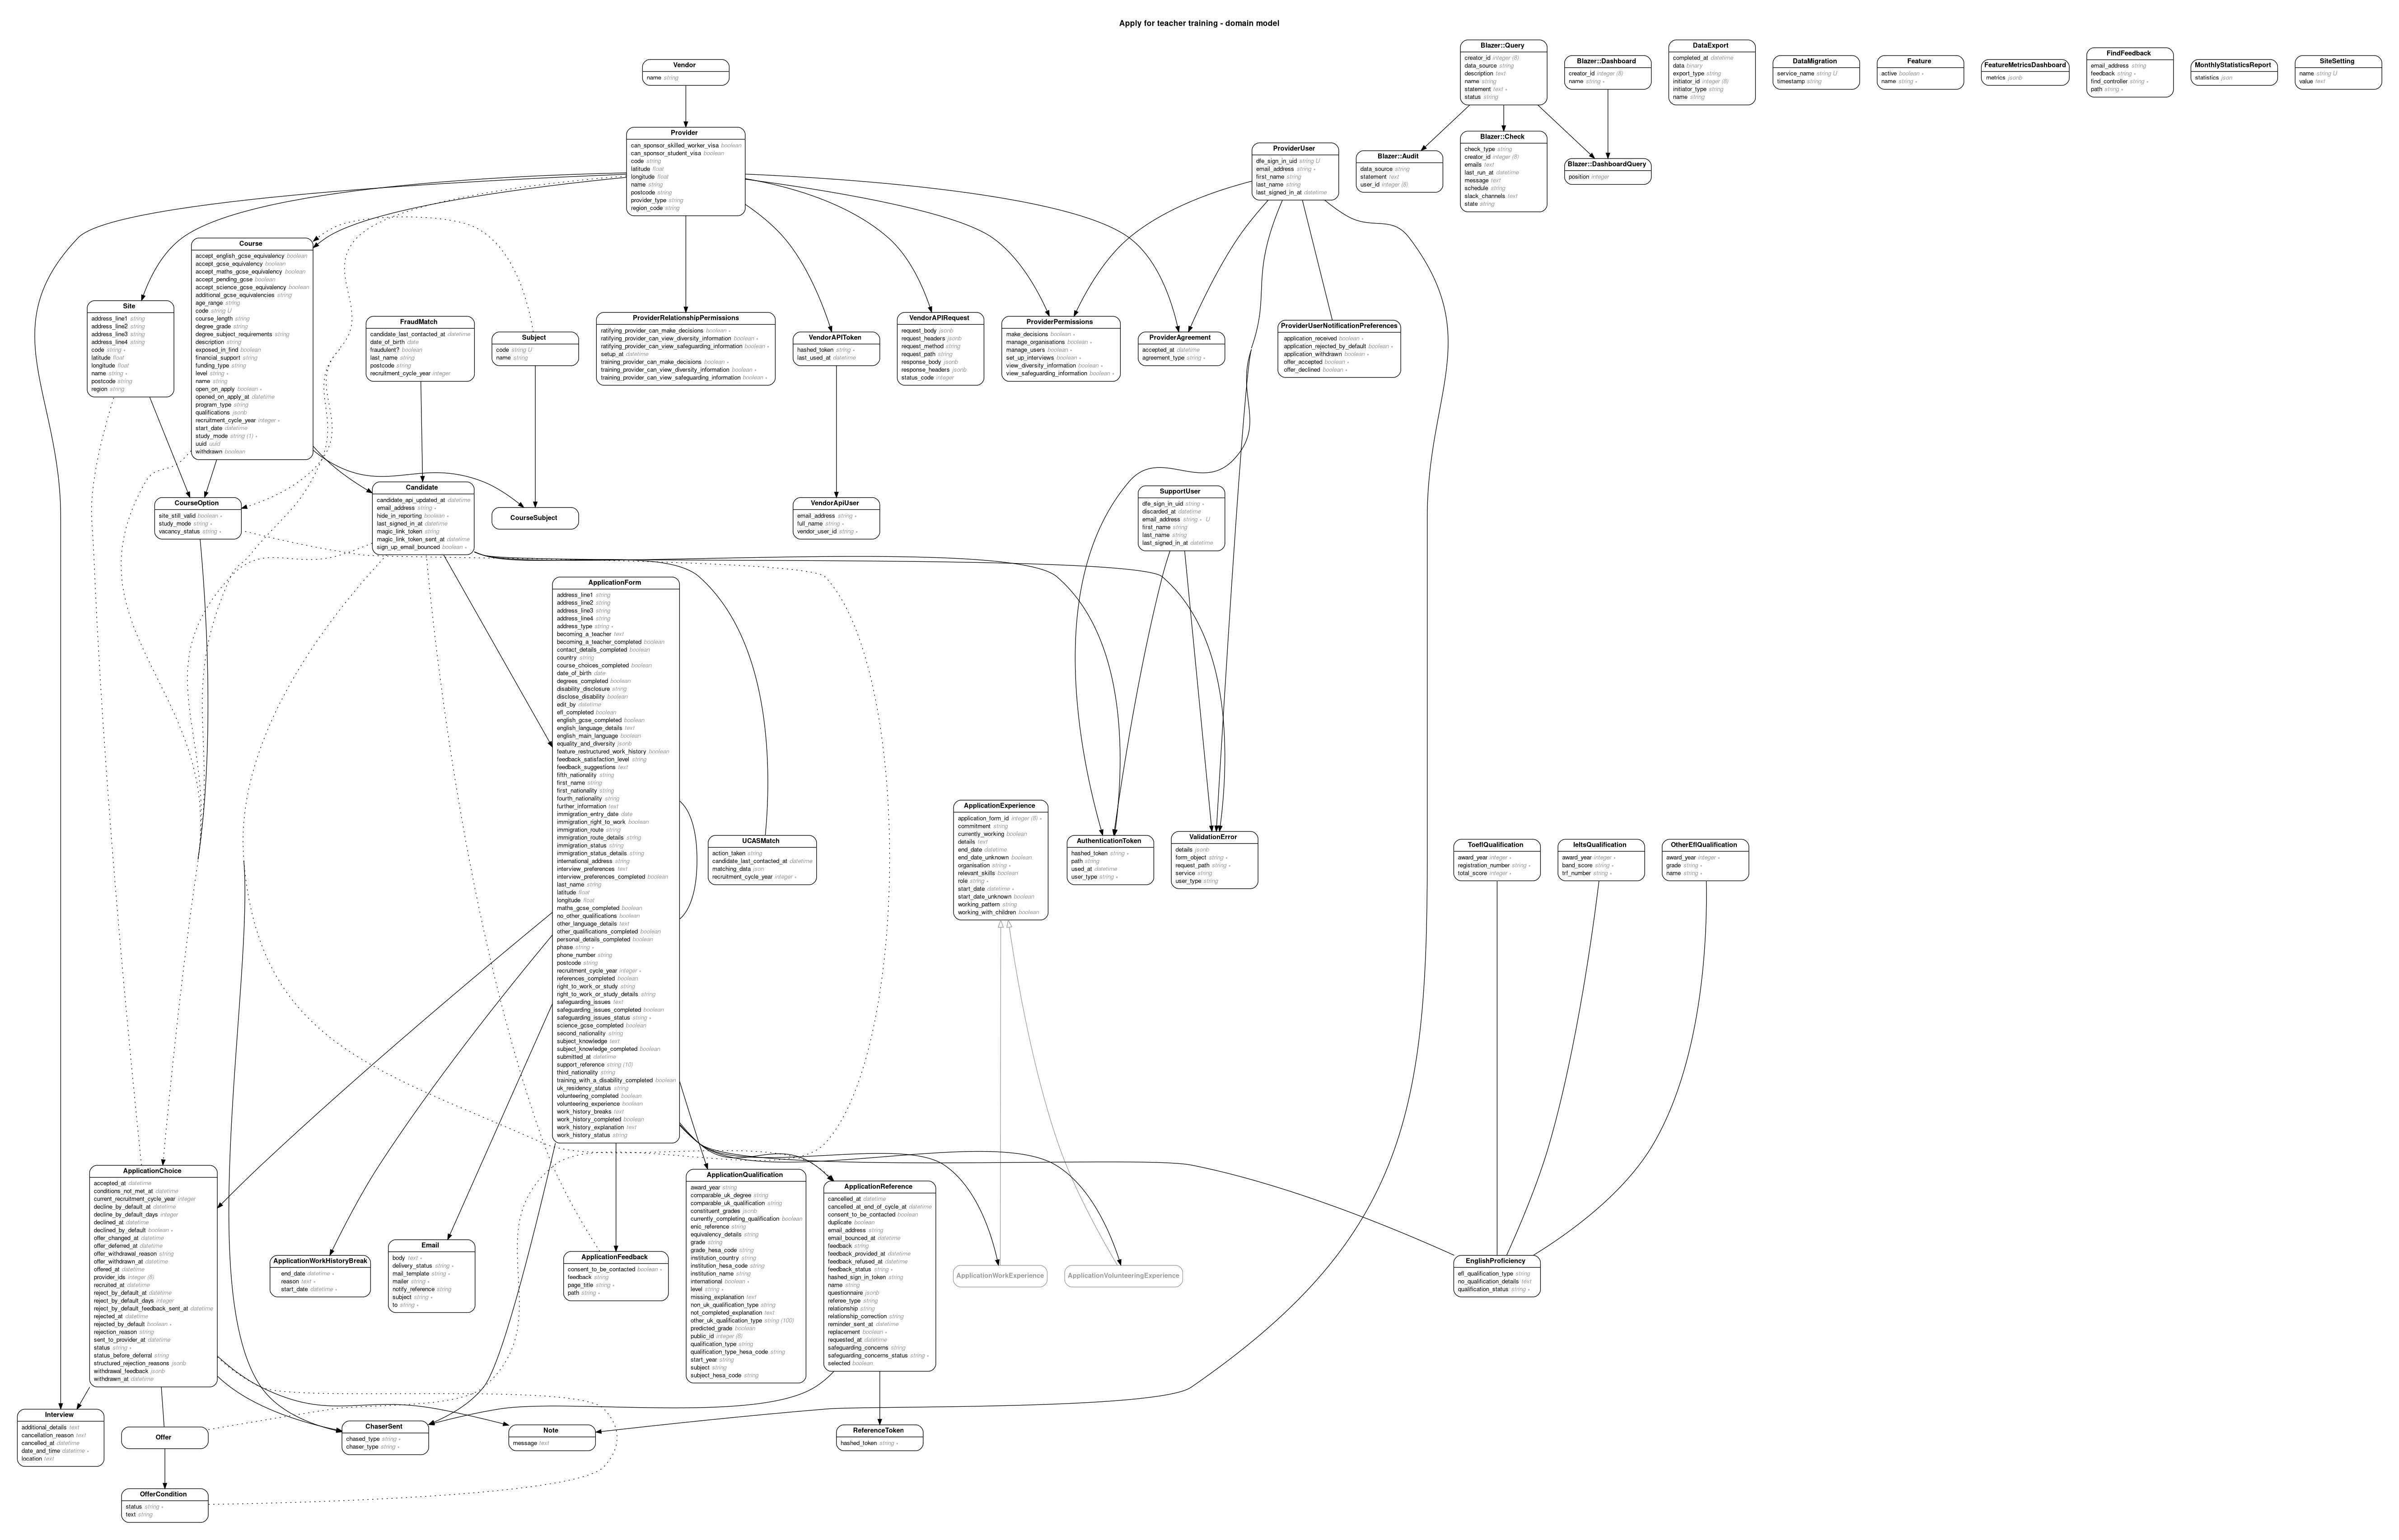 Apply for teacher training - domain model
Vendor
name string
Provider
can_sponsor_skilled_worker_visa boolean
can_sponsor_student_visa boolean
code string
latitude float
longitude float
name string
postcode string
provider_type string
region_code string
ProviderUser
dfe_sign_in_uid string U
email_address string ∗
first_name string
last_name string
last_signed_in_at datetime
Blazer::Audit
data_source string
statement text
user_id integer (8)
Blazer::Query
creator_id integer (8)
data_source string
description text
name string
statement text ∗
status string
Blazer::Check
check_type string
creator_id integer (8)
emails text
last_run_at datetime
message text
schedule string
slack_channels text
state string
Blazer::Dashboard
creator_id integer (8)
name string ∗
Blazer::DashboardQuery
position integer
DataExport
completed_at datetime
data binary
export_type string
initiator_id integer (8)
initiator_type string
name string
DataMigration
service_name string U
timestamp string
Feature
active boolean ∗
name string ∗
FeatureMetricsDashboard
metrics jsonb
FindFeedback
email_address string
feedback string ∗
find_controller string ∗
path string ∗
MonthlyStatisticsReport
statistics json
SiteSetting
name string U
value text
Course
accept_english_gcse_equivalency boolean
accept_gcse_equivalency boolean
accept_maths_gcse_equivalency boolean
accept_pending_gcse boolean
accept_science_gcse_equivalency boolean
additional_gcse_equivalencies string
age_range string
code string U
course_length string
degree_grade string
degree_subject_requirements string
description string
exposed_in_find boolean
financial_support string
funding_type string
level string ∗
name string
open_on_apply boolean ∗
opened_on_apply_at datetime
program_type string
qualifications jsonb
recruitment_cycle_year integer ∗
start_date datetime
study_mode string (1) ∗
uuid uuid
withdrawn boolean
Site
address_line1 string
address_line2 string
address_line3 string
address_line4 string
code string ∗
latitude float
longitude float
name string ∗
postcode string
region string
FraudMatch
candidate_last_contacted_at datetime
date_of_birth date
fraudulent? boolean
last_name string
postcode string
recruitment_cycle_year integer
Subject
code string U
name string
ProviderRelationshipPermissions
ratifying_provider_can_make_decisions boolean ∗
ratifying_provider_can_view_diversity_information boolean ∗
ratifying_provider_can_view_safeguarding_information boolean ∗
setup_at datetime
training_provider_can_make_decisions boolean ∗
training_provider_can_view_diversity_information boolean ∗
training_provider_can_view_safeguarding_information boolean ∗
VendorAPIToken
hashed_token string ∗
last_used_at datetime
VendorAPIRequest
request_body jsonb
request_headers jsonb
request_method string
request_path string
response_body jsonb
response_headers jsonb
status_code integer
ProviderPermissions
make_decisions boolean ∗
manage_organisations boolean ∗
manage_users boolean ∗
set_up_interviews boolean ∗
view_diversity_information boolean ∗
view_safeguarding_information boolean ∗
ProviderAgreement
accepted_at datetime
agreement_type string ∗
ProviderUserNotificationPreferences
application_received boolean ∗
application_rejected_by_default boolean ∗
application_withdrawn boolean ∗
offer_accepted boolean ∗
offer_declined boolean ∗
CourseOption
site_still_valid boolean ∗
study_mode string ∗
vacancy_status string ∗
Candidate
candidate_api_updated_at datetime
email_address string ∗
hide_in_reporting boolean ∗
last_signed_in_at datetime
magic_link_token string
magic_link_token_sent_at datetime
sign_up_email_bounced boolean ∗
CourseSubject
VendorApiUser
email_address string ∗
full_name string ∗
vendor_user_id string ∗
SupportUser
dfe_sign_in_uid string ∗
discarded_at datetime
email_address string ∗ U
first_name string
last_name string
last_signed_in_at datetime
ApplicationForm
address_line1 string
address_line2 string
address_line3 string
address_line4 string
address_type string ∗
becoming_a_teacher text
becoming_a_teacher_completed boolean
contact_details_completed boolean
country string
course_choices_completed boolean
date_of_birth date
degrees_completed boolean
disability_disclosure string
disclose_disability boolean
edit_by datetime
efl_completed boolean
english_gcse_completed boolean
english_language_details text
english_main_language boolean
equality_and_diversity jsonb
feature_restructured_work_history boolean
feedback_satisfaction_level string
feedback_suggestions text
fifth_nationality string
first_name string
first_nationality string
fourth_nationality string
further_information text
immigration_entry_date date
immigration_right_to_work boolean
immigration_route string
immigration_route_details string
immigration_status string
immigration_status_details string
international_address string
interview_preferences text
interview_preferences_completed boolean
last_name string
latitude float
longitude float
maths_gcse_completed boolean
no_other_qualifications boolean
other_language_details text
other_qualifications_completed boolean
personal_details_completed boolean
phase string ∗
phone_number string
postcode string
recruitment_cycle_year integer ∗
references_completed boolean
right_to_work_or_study string
right_to_work_or_study_details string
safeguarding_issues text
safeguarding_issues_completed boolean
safeguarding_issues_status string ∗
science_gcse_completed boolean
second_nationality string
subject_knowledge text
subject_knowledge_completed boolean
submitted_at datetime
support_reference string (10)
third_nationality string
training_with_a_disability_completed boolean
uk_residency_status string
volunteering_completed boolean
volunteering_experience boolean
work_history_breaks text
work_history_completed boolean
work_history_explanation text
work_history_status string
UCASMatch
action_taken string
candidate_last_contacted_at datetime
matching_data json
recruitment_cycle_year integer ∗
ApplicationExperience
application_form_id integer (8) ∗
commitment string
currently_working boolean
details text
end_date datetime
end_date_unknown boolean
organisation string ∗
relevant_skills boolean
role string ∗
start_date datetime ∗
start_date_unknown boolean
working_pattern string
working_with_children boolean
AuthenticationToken
hashed_token string ∗
path string
used_at datetime
user_type string ∗
ValidationError
details jsonb
form_object string ∗
request_path string ∗
service string
user_type string
ToeflQualification
award_year integer ∗
registration_number string ∗
total_score integer ∗
IeltsQualification
award_year integer ∗
band_score string ∗
trf_number string ∗
OtherEflQualification
award_year integer ∗
grade string ∗
name string ∗
ApplicationChoice
accepted_at datetime
conditions_not_met_at datetime
current_recruitment_cycle_year integer
decline_by_default_at datetime
decline_by_default_days integer
declined_at datetime
declined_by_default boolean ∗
offer_changed_at datetime
offer_deferred_at datetime
offer_withdrawal_reason string
offer_withdrawn_at datetime
offered_at datetime
provider_ids integer (8)
recruited_at datetime
reject_by_default_at datetime
reject_by_default_days integer
reject_by_default_feedback_sent_at datetime
rejected_at datetime
rejected_by_default boolean ∗
rejection_reason string
sent_to_provider_at datetime
status string ∗
status_before_deferral string
structured_rejection_reasons jsonb
withdrawal_feedback jsonb
withdrawn_at datetime
ApplicationWorkHistoryBreak
end_date datetime ∗
reason text ∗
start_date datetime ∗
Email
body text ∗
delivery_status string ∗
mail_template string ∗
mailer string ∗
notify_reference string
subject string ∗
to string ∗
ApplicationFeedback
consent_to_be_contacted boolean ∗
feedback string
page_title string ∗
path string ∗
ApplicationQualification
award_year string
comparable_uk_degree string
comparable_uk_qualification string
constituent_grades jsonb
currently_completing_qualification boolean
enic_reference string
equivalency_details string
grade string
grade_hesa_code string
institution_country string
institution_hesa_code string
institution_name string
international boolean ∗
level string ∗
missing_explanation text
non_uk_qualification_type string
not_completed_explanation text
other_uk_qualification_type string (100)
predicted_grade boolean
public_id integer (8)
qualification_type string
qualification_type_hesa_code string
start_year string
subject string
subject_hesa_code string
ApplicationReference
cancelled_at datetime
cancelled_at_end_of_cycle_at datetime
consent_to_be_contacted boolean
duplicate boolean
email_address string
email_bounced_at datetime
feedback string
feedback_provided_at datetime
feedback_refused_at datetime
feedback_status string ∗
hashed_sign_in_token string
name string
questionnaire jsonb
referee_type string
relationship string
relationship_correction string
reminder_sent_at datetime
replacement boolean ∗
requested_at datetime
safeguarding_concerns string
safeguarding_concerns_status string ∗
selected boolean
ApplicationWorkExperience
ApplicationVolunteeringExperience
EnglishProficiency
efl_qualification_type string
no_qualification_details text
qualification_status string ∗
Interview
additional_details text
cancellation_reason text
cancelled_at datetime
date_and_time datetime ∗
location text
Offer
ChaserSent
chased_type string ∗
chaser_type string ∗
Note
message text
ReferenceToken
hashed_token string ∗
OfferCondition
status string ∗
text string